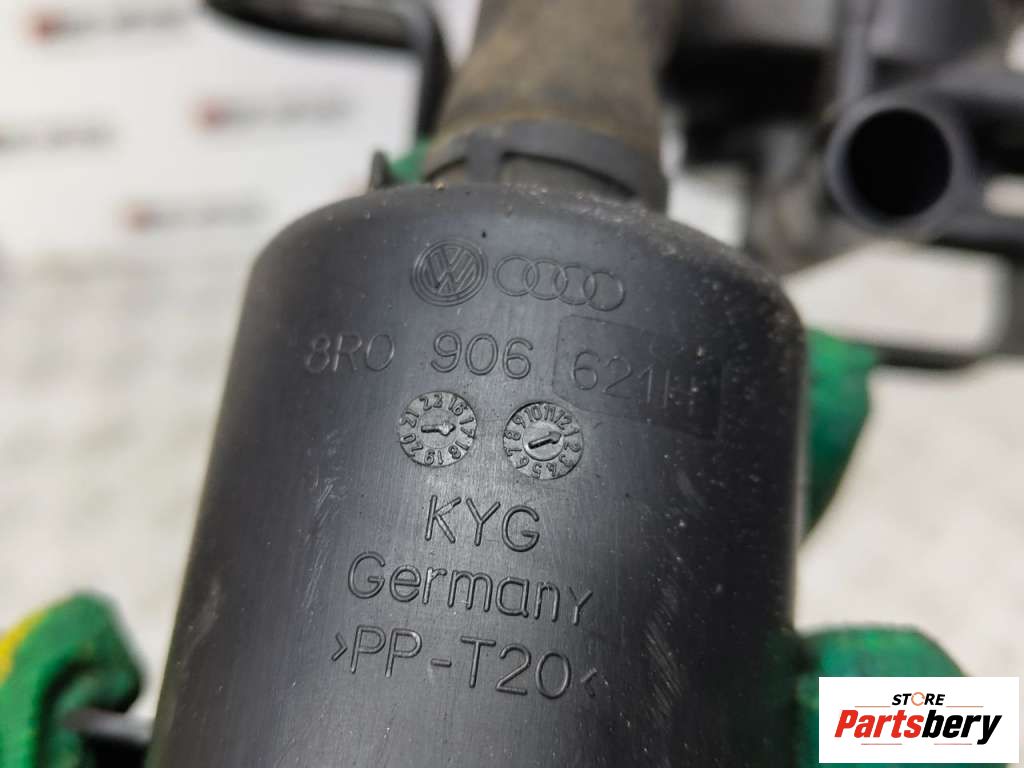 8R0 906 621H
KYG
Germany
>PP-T20<
STORE
Partsbery